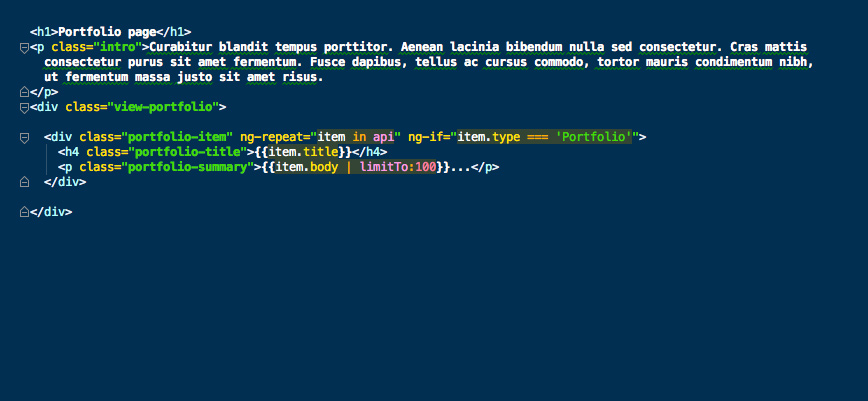 <h1>Portfolio page</h1>
<p class="intro">Curabitur blandit tempus porttitor. Aenean lacinia bibendum nulla sed consectetur. Cras mattis
consectetur purus sit amet fermentum. Fusce dapibus, tellus ac cursus commodo, tortor mauris condimentum nibh,
ut fermentum massa justo sit amet risus.
</p>
<div class="view-portfolio">
<div class="portfolio-item" ng-repeat="item in api" ng-if="item.type === 'Portfolio'">
<h4 class="portfolio-title">{{item.title}}</h4>
<p class="portfolio-summary">{{item.body | limitTo:100}}...</p>
</div>
</div>